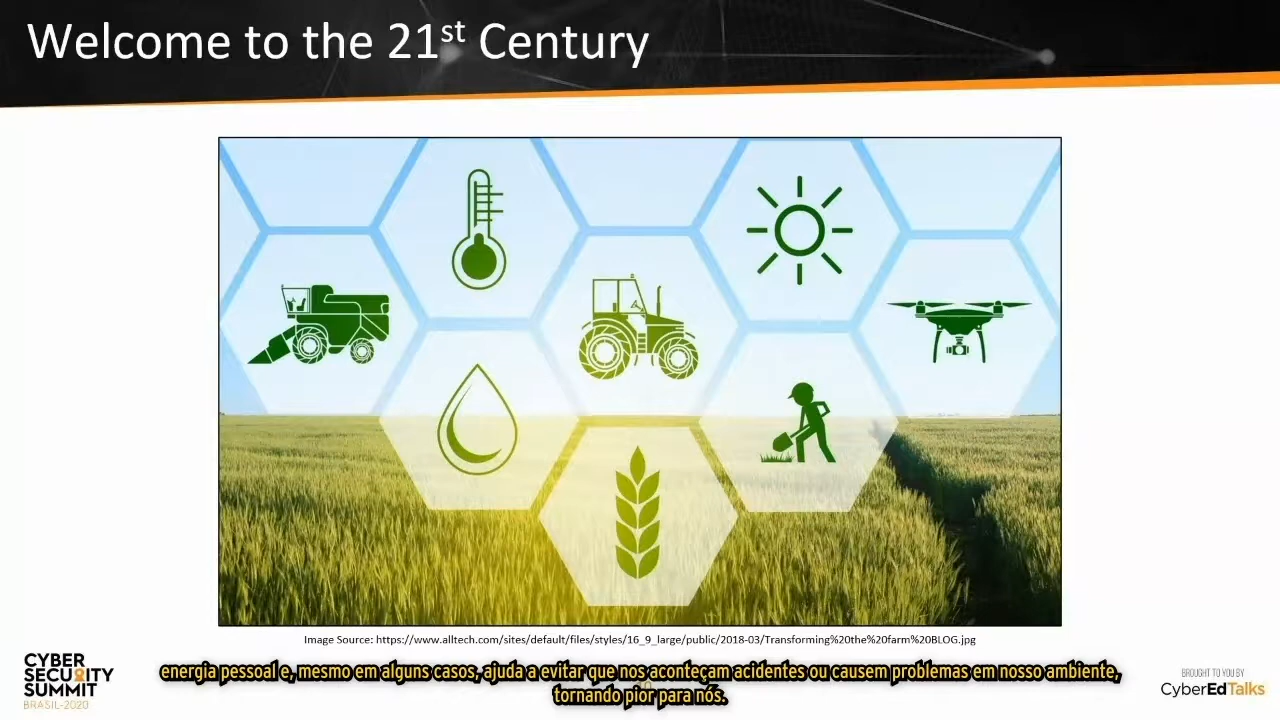 Welcome to the 21st Century
Image Source: https://www.alltech.com/sites/default/files/styles/16_9_large/public/2018-03/Transforming%20the%20farm%20BLOG.jpg
energia pessoal e, mesmo em alguns casos, ajuda a evitar que nos aconteçam acidentes ou causem problemas em nosso ambiente,
tornando pior para nós.
CYBER
SECURITY
SUMMIT
BRASIL-2020
BROUGHT TO YOU BY
CyberEdTalks